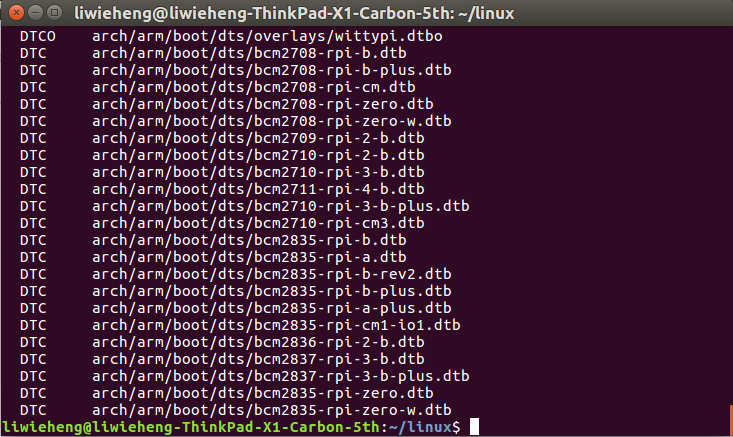 liwieheng@liwieheng-ThinkPad-X1-Carbon-5th: ~/linux
DTCO    arch/arm/boot/dts/overlays/wittypi.dtbo
DTC     arch/arm/boot/dts/bcm2708-rpi-b.dtb
DTC     arch/arm/boot/dts/bcm2708-rpi-b-plus.dtb
DTC     arch/arm/boot/dts/bcm2708-rpi-cm.dtb
DTC     arch/arm/boot/dts/bcm2708-rpi-zero.dtb
DTC     arch/arm/boot/dts/bcm2708-rpi-zero-w.dtb
DTC     arch/arm/boot/dts/bcm2709-rpi-2-b.dtb
DTC     arch/arm/boot/dts/bcm2710-rpi-2-b.dtb
DTC     arch/arm/boot/dts/bcm2710-rpi-3-b.dtb
DTC     arch/arm/boot/dts/bcm2711-rpi-4-b.dtb
DTC     arch/arm/boot/dts/bcm2710-rpi-3-b-plus.dtb
DTC     arch/arm/boot/dts/bcm2710-rpi-cm3.dtb
DTC     arch/arm/boot/dts/bcm2835-rpi-b.dtb
DTC     arch/arm/boot/dts/bcm2835-rpi-a.dtb
DTC     arch/arm/boot/dts/bcm2835-rpi-b-rev2.dtb
DTC     arch/arm/boot/dts/bcm2835-rpi-b-plus.dtb
DTC     arch/arm/boot/dts/bcm2835-rpi-a-plus.dtb
DTC     arch/arm/boot/dts/bcm2835-rpi-cm1-io1.dtb
DTC     arch/arm/boot/dts/bcm2836-rpi-2-b.dtb
DTC     arch/arm/boot/dts/bcm2837-rpi-3-b.dtb
DTC     arch/arm/boot/dts/bcm2837-rpi-3-b-plus.dtb
DTC     arch/arm/boot/dts/bcm2835-rpi-zero.dtb
DTC     arch/arm/boot/dts/bcm2835-rpi-zero-w.dtb
liwieheng@liwieheng-ThinkPad-X1-Carbon-5th:~/linux$